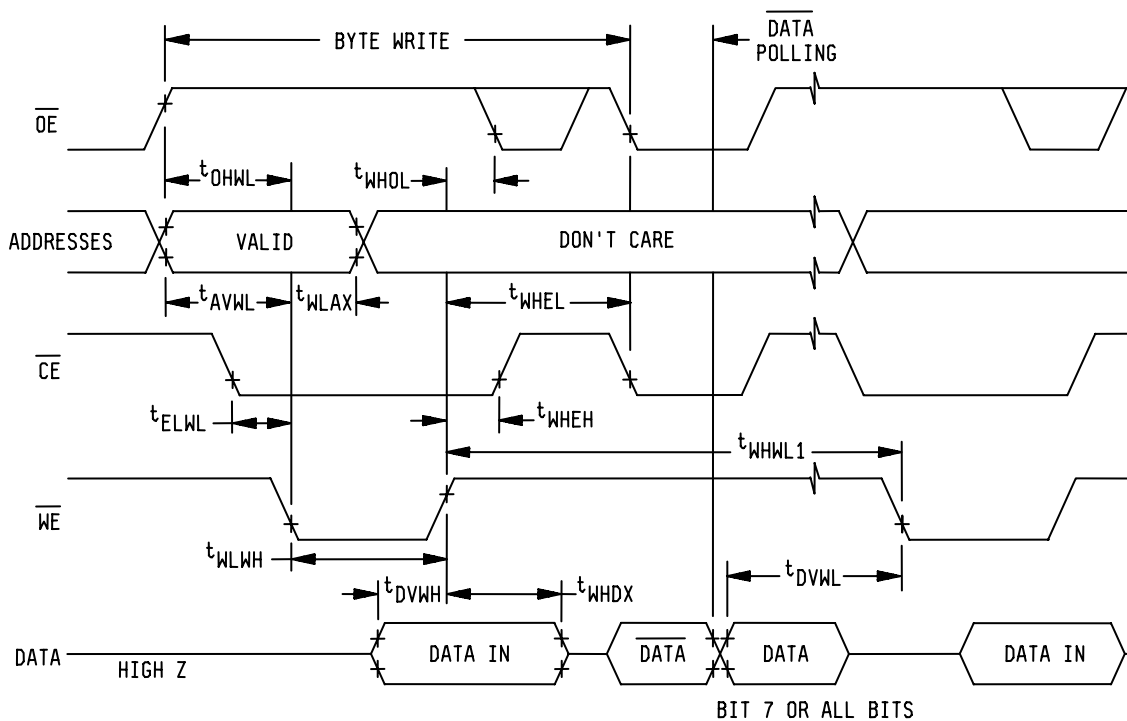 BYTE WRITE
DATA
POLLING
OE
tOHWL
tWHOL
ADDRESSES
VALID
DON'T CARE
tAVWL
tWLAX
tWHEL
CE
tELWL
tWHEH
tWHWL1
WE
tWLWH
tDVWH
tWHDX
tDVWL
DATA
HIGH Z
DATA IN
DATA
DATA
DATA IN
BIT 7 OR ALL BITS